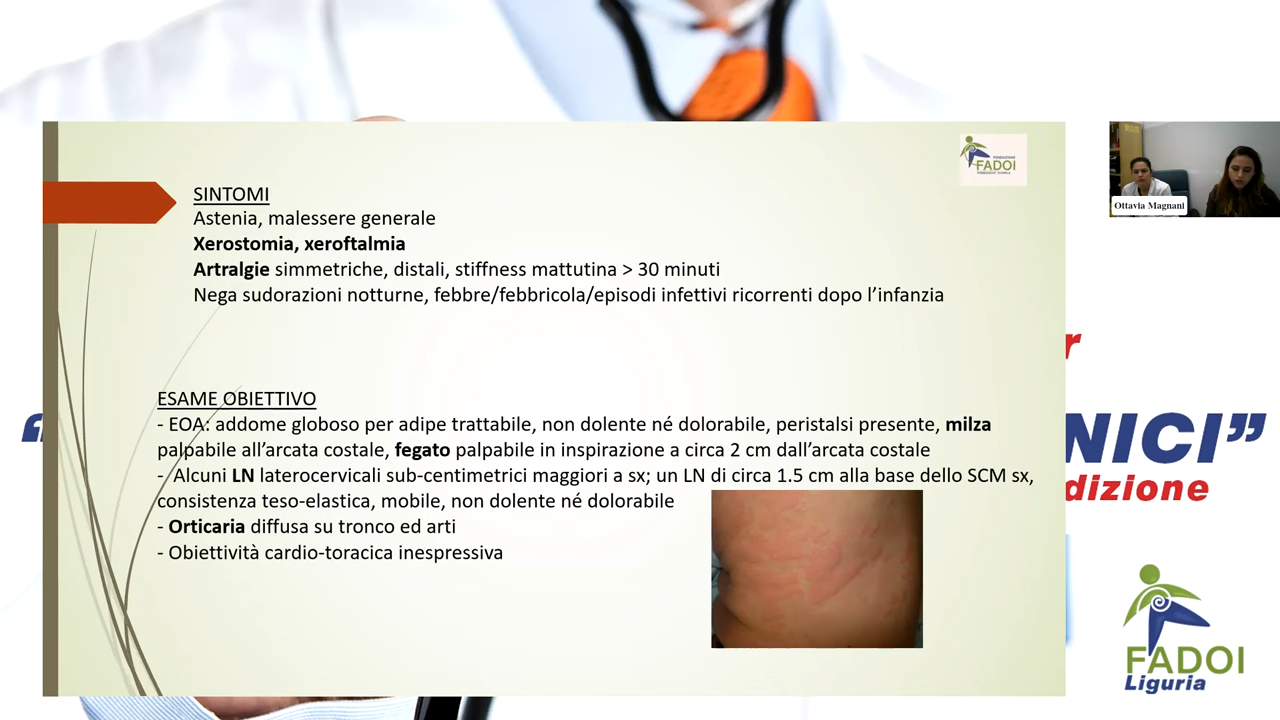 FONDAZIONE
FADOI
SINTOMI
Astenia, malessere generale
Xerostomia, xeroftalmia
Artralgie simmetriche, distali, stiffness mattutina > 30 minuti
Nega sudorazioni notturne, febbre/febbricola/episodi infettivi ricorrenti dopo l’infanzia
ESAME OBIETTIVO
- EOA: addome globoso per adipe trattabile, non dolente né dolorabile, peristalsi presente, milza
palpabile all’arcata costale, fegato palpabile in inspirazione a circa 2 cm dall’arcata costale
- Alcuni LN laterocervicali sub-centimetrici maggiori a sx; un LN di circa 1.5 cm alla base dello SCM sx,
consistenza teso-elastica, mobile, non dolente né dolorabile
- Orticaria diffusa su tronco ed arti
- Obiettività cardio-toracica inespressiva
Ottavia Magnani
r
“
NICI”
dizione
FADOI
Liguria